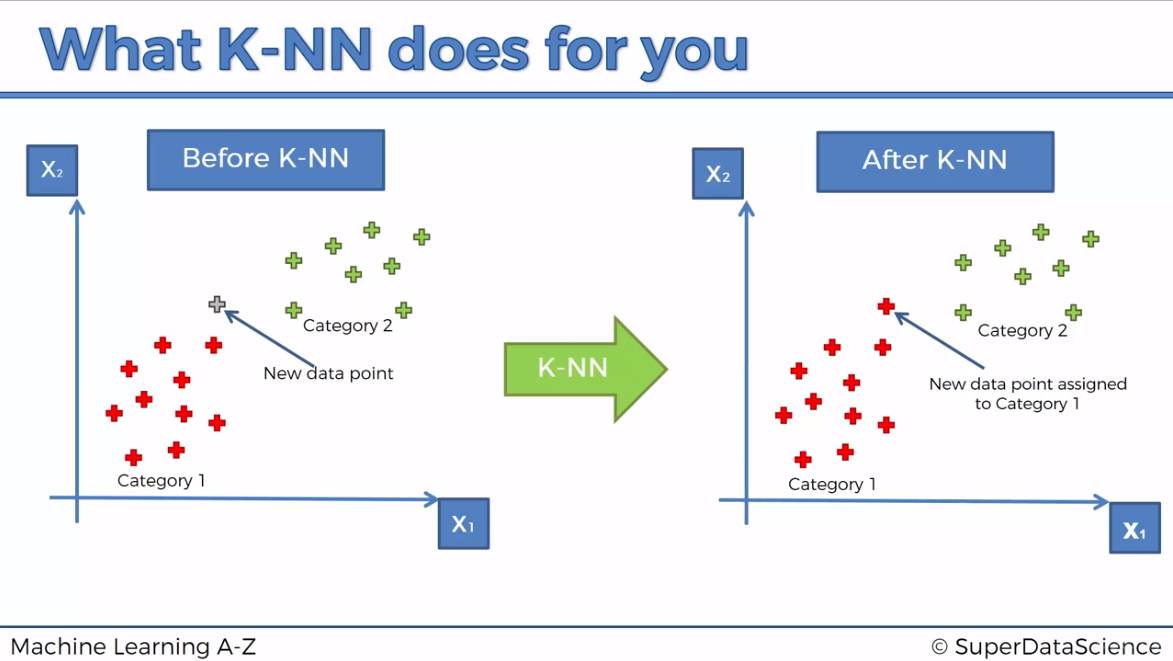 What K-NN does for you
Before K-NN
X₂
Category 2
New data point
Category 1
X₁
K-NN
After K-NN
X₂
Category 2
New data point assigned
to Category 1
Category 1
X₁
Machine Learning A-Z
© SuperDataScience